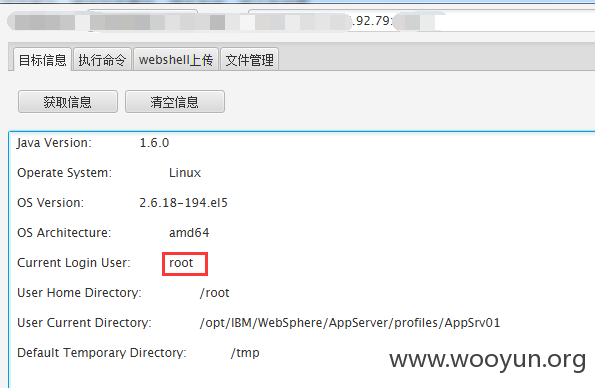 .92.79:
目标信息 执行命令 webshell上传 文件管理
获取信息 清空信息
Java Version: 1.6.0
Operate System: Linux
OS Version: 2.6.18-194.el5
OS Architecture: amd64
Current Login User: root
User Home Directory: /root
User Current Directory: /opt/IBM/WebSphere/AppServer/profiles/AppSrv01
Default Temporary Directory: /tmp
www.wooyun.org